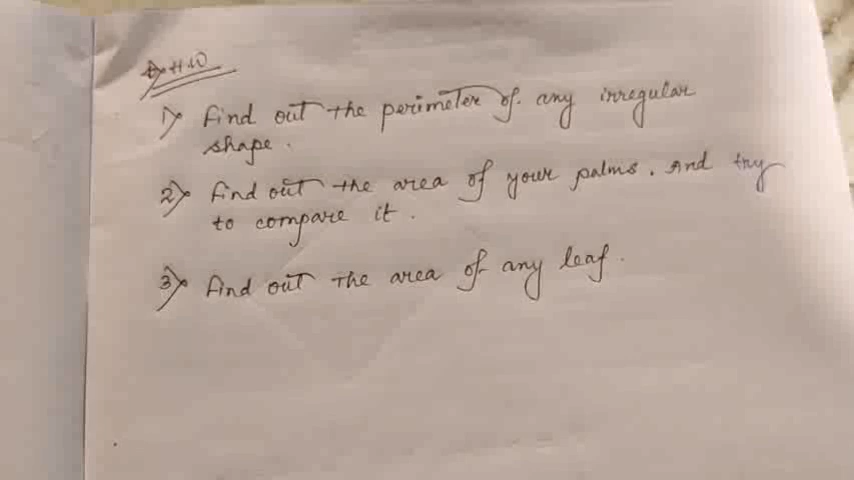 H.W
1) Find out the perimeter of any irregular
shape.
2) Find out the area of your palms. And try
to compare it.
3) Find out the area of any leaf.